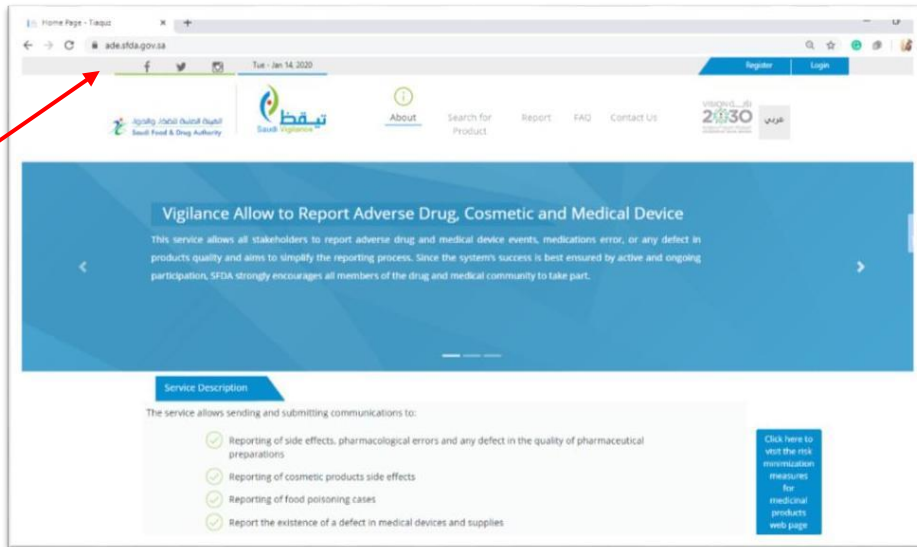 Home Page - Tiaquz
ade.sfda.gov.sa
Tue - Jan 14, 2020
Register
Login
الهيئة العامة للغذاء والدواء
Saudi Food & Drug Authority
تيقظ
Saudi Vigilance
About
Search for
Product
Report
FAQ
Contact Us
2030
عربي
Vigilance Allow to Report Adverse Drug, Cosmetic and Medical Device
This service allows all stakeholders to report adverse drug and medical device events, medications error, or any defect in
products quality and aims to simplify the reporting process. Since the system's success is best ensured by active and ongoing
participation, SFDA strongly encourages all members of the drug and medical community to take part.
Service Description
The service allows sending and submitting communications to:
Reporting of side effects, pharmacological errors and any defect in the quality of pharmaceutical
preparations
Reporting of cosmetic products side effects
Reporting of food poisoning cases
Report the existence of a defect in medical devices and supplies
Click here to
visit the risk
minimization
measures
for
medicinal
products
web page